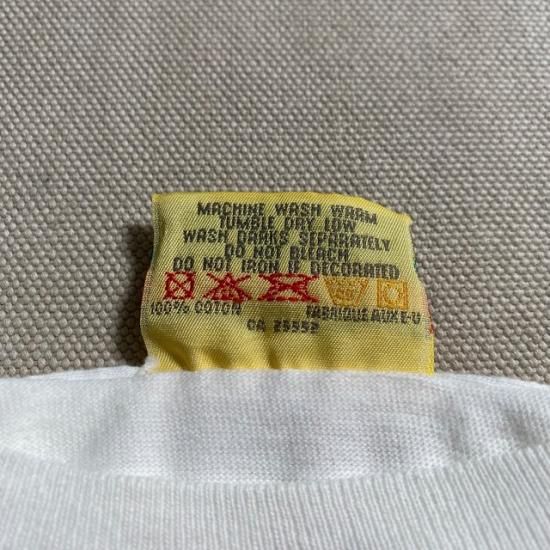 MACHINE WASH WARM
TUMBLE DRY LOW
WASH DARKS SEPARATELY
DO NOT BLEACH
DO NOT IRON IF DECORATED
100% COTON FABRIQUE AUX E-U
CA 25552